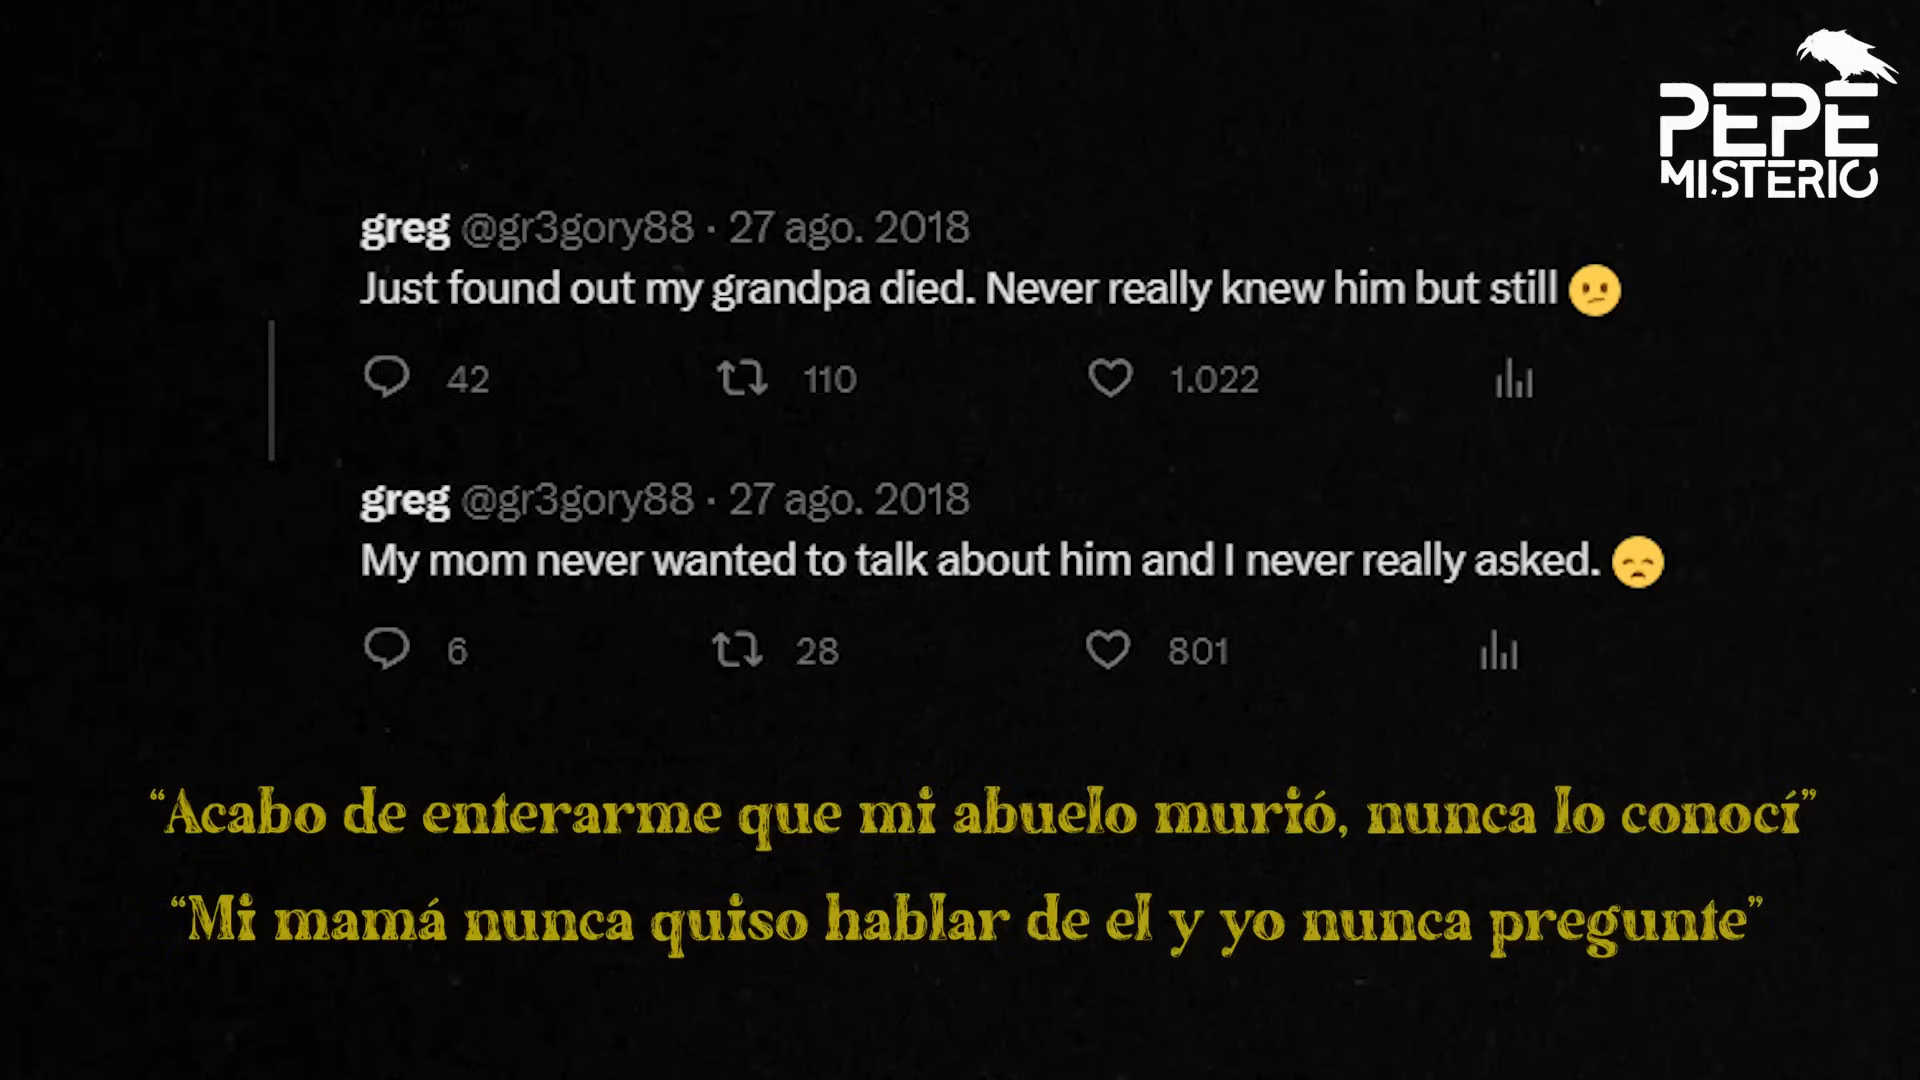 PEPE
MISTERIO
greg @gr3gory88 · 27 ago. 2018
Just found out my grandpa died. Never really knew him but still 😕
42 110 1.022
greg @gr3gory88 · 27 ago. 2018
My mom never wanted to talk about him and I never really asked. 😞
6 28 801
“Acabo de enterarme que mi abuelo murió, nunca lo conocí”
“Mi mamá nunca quiso hablar de el y yo nunca pregunte”